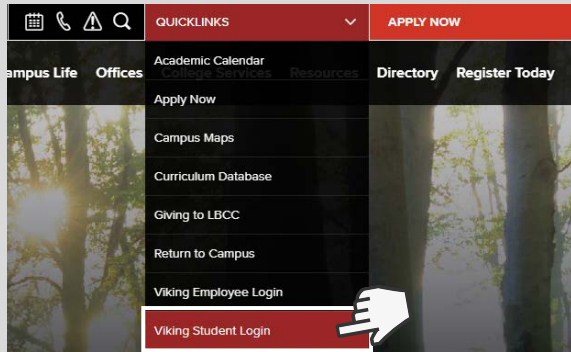 QUICKLINKS
APPLY NOW
ampus Life Offices College Services Resources Directory Register Today
Academic Calendar
Apply Now
Campus Maps
Curriculum Database
Giving to LBCC
Return to Campus
Viking Employee Login
Viking Student Login